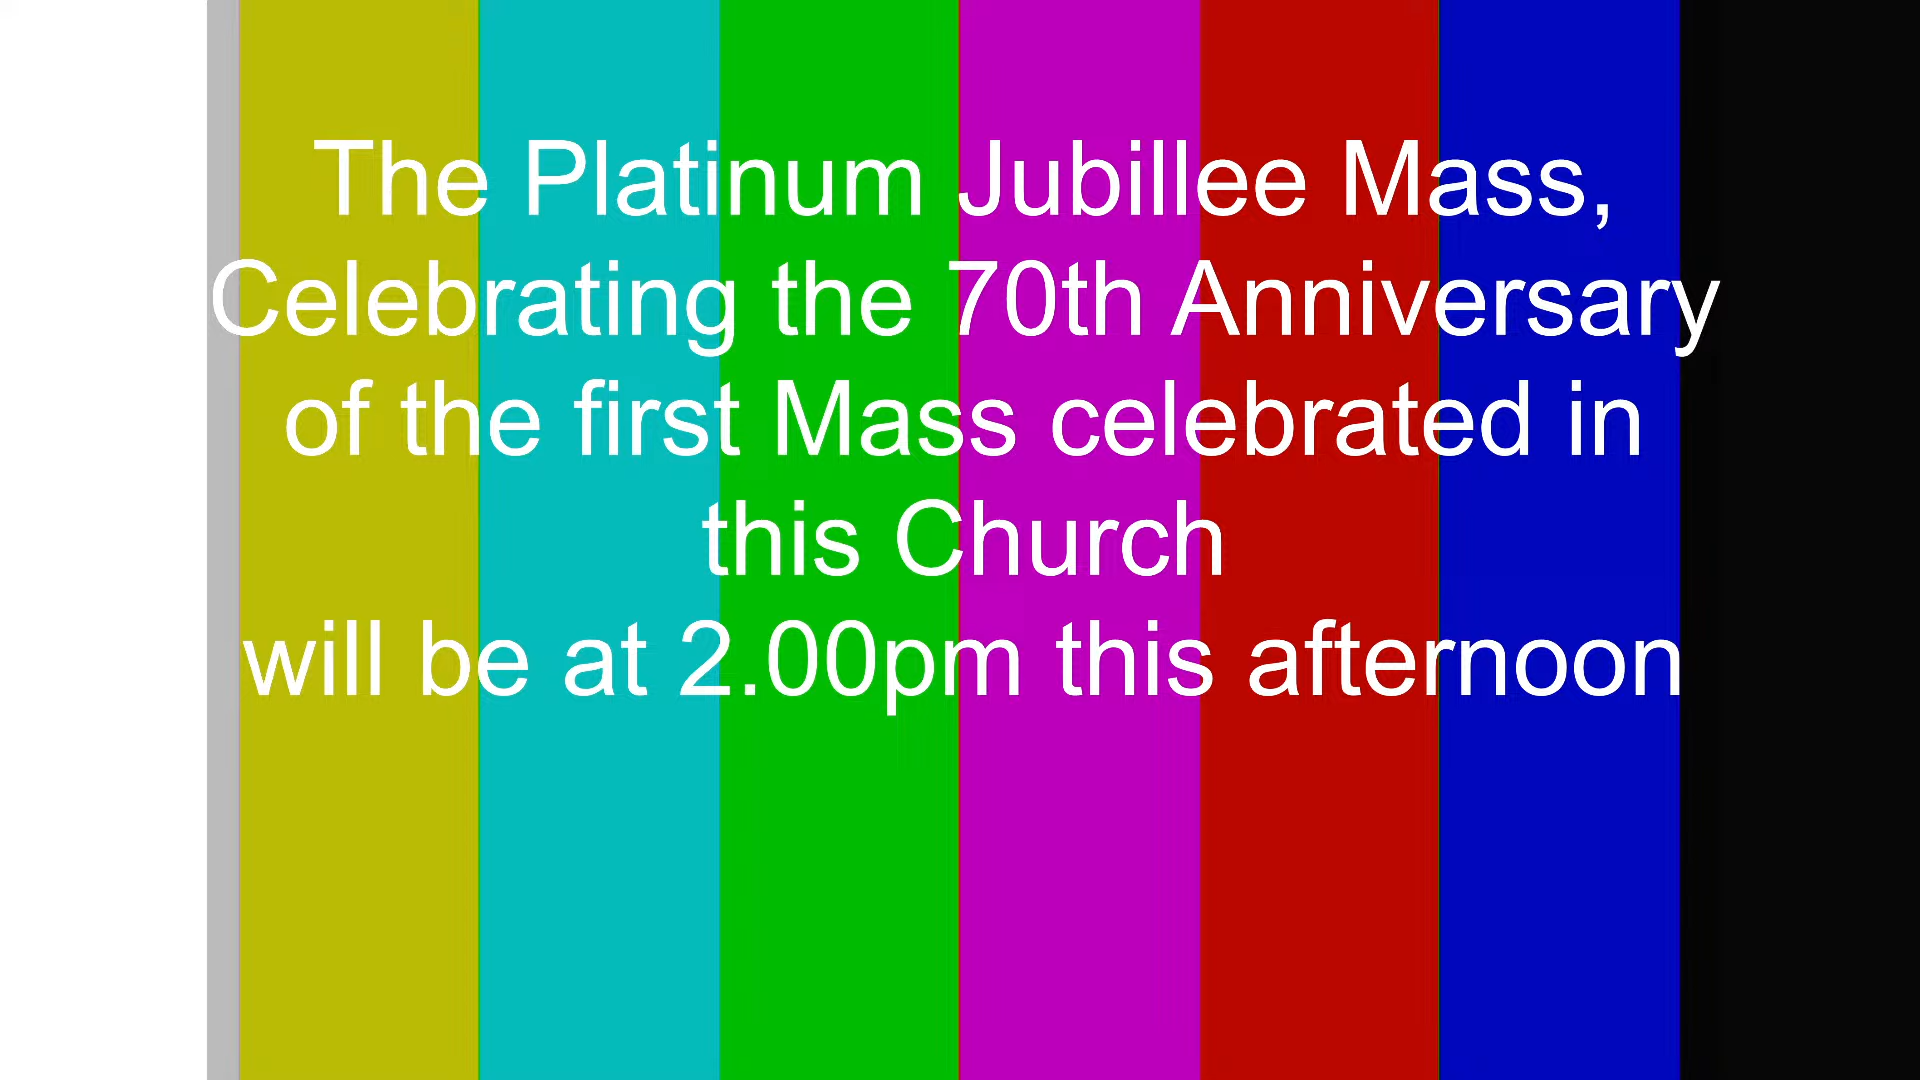 The Platinum Jubillee Mass,
Celebrating the 70th Anniversary
of the first Mass celebrated in
this Church
will be at 2.00pm this afternoon